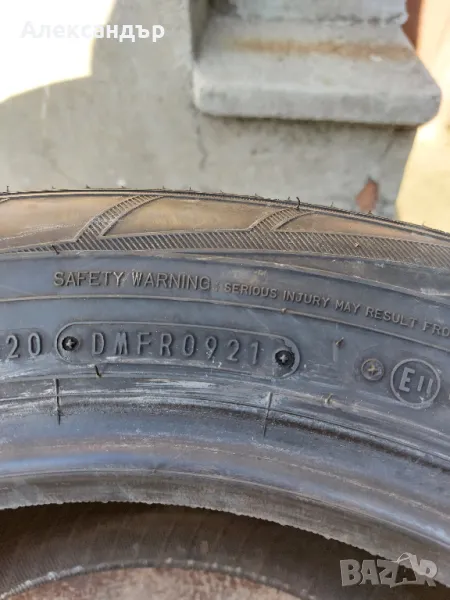 Александър
SAFETY WARNING : SERIOUS INJURY MAY RESULT FRO
20 DMFR0921 E11
BAZAR